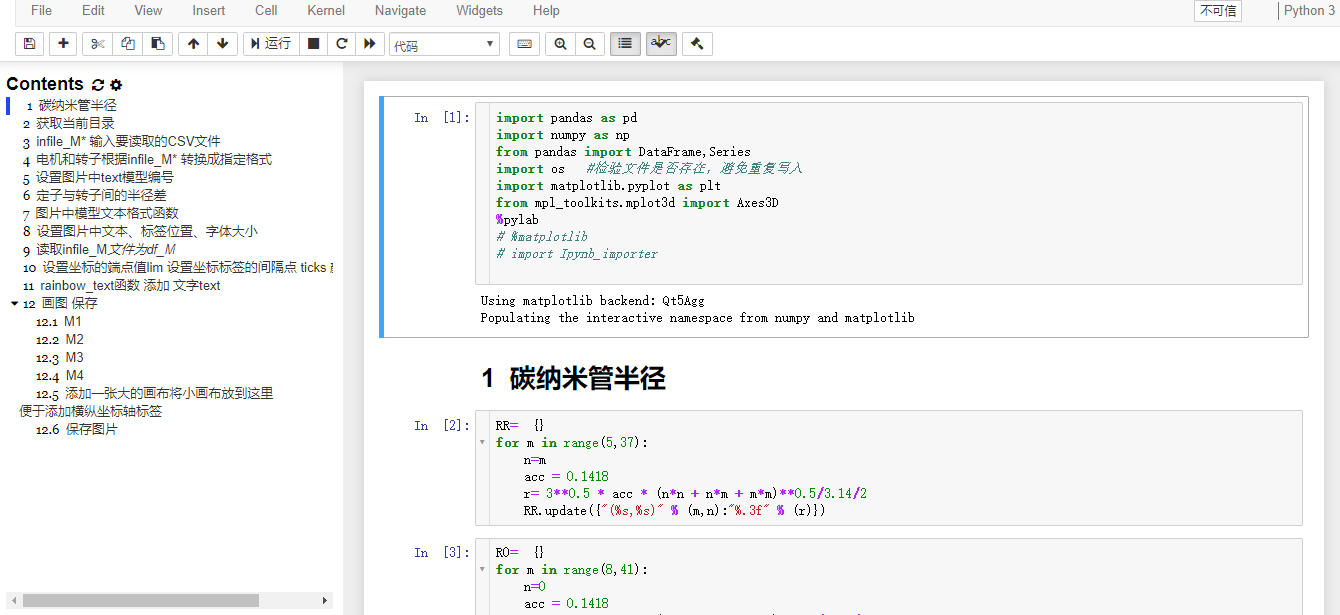 File Edit View Insert Cell Kernel Navigate Widgets Help 不可信 Python 3
运行 代码
Contents
1 碳纳米管半径
2 获取当前目录
3 infile_M* 输入要读取的CSV文件
4 电机和转子根据infile_M* 转换成指定格式
5 设置图片中text模型编号
6 定子与转子间的半径差
7 图片中模型文本格式函数
8 设置图片中文本、标签位置、字体大小
9 读取infile_M文件为df_M
10 设置坐标的端点值lim 设置坐标标签的间隔点 ticks
11 rainbow_text函数 添加 文字text
12 画图 保存
12.1 M1
12.2 M2
12.3 M3
12.4 M4
12.5 添加一张大的画布将小画布放到这里
便于添加横纵坐标轴标签
12.6 保存图片
In [1]:
import pandas as pd
import numpy as np
from pandas import DataFrame,Series
import os #检验文件是否存在，避免重复写入
import matplotlib.pyplot as plt
from mpl_toolkits.mplot3d import Axes3D
%pylab
# %matplotlib
# import Ipynb_importer
Using matplotlib backend: Qt5Agg
Populating the interactive namespace from numpy and matplotlib
1 碳纳米管半径
In [2]:
RR= {}
for m in range(5,37):
n=m
acc = 0.1418
r= 3**0.5 * acc * (n*n + n*m + m*m)**0.5/3.14/2
RR.update({"(%s,%s)" % (m,n):"%.3f" % (r)})
In [3]:
RO= {}
for m in range(8,41):
n=0
acc = 0.1418